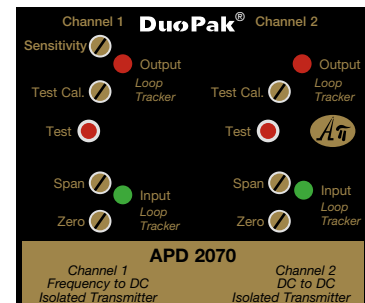 Channel 1 DuoPak® Channel 2
Sensitivity
Output
Output
Test Cal.
Loop
Tracker
Test Cal.
Loop
Tracker
Test
Test
Span
Input
Span
Input
Zero
Loop
Tracker
Zero
Loop
Tracker
APD 2070
Channel 1
Frequency to DC
Isolated Transmitter
Channel 2
DC to DC
Isolated Transmitter